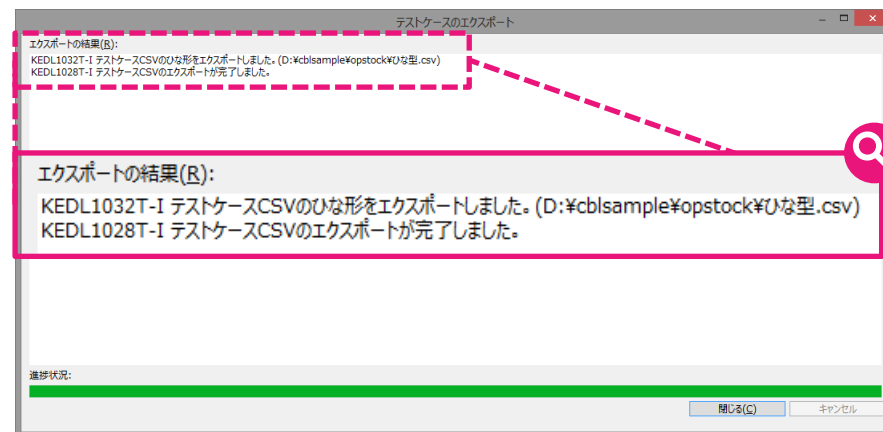 テストケースのエクスポート
エクスポートの結果(R):
KEDL1032T-I テストケースCSVのひな形をエクスポートしました。(D:¥cblsample¥opstock¥ひな型.csv)
KEDL1028T-I テストケースCSVのエクスポートが完了しました。
エクスポートの結果(R):
KEDL1032T-I テストケースCSVのひな形をエクスポートしました。(D:¥cblsample¥opstock¥ひな型.csv)
KEDL1028T-I テストケースCSVのエクスポートが完了しました。
進捗状況:
閉じる(C)
キャンセル